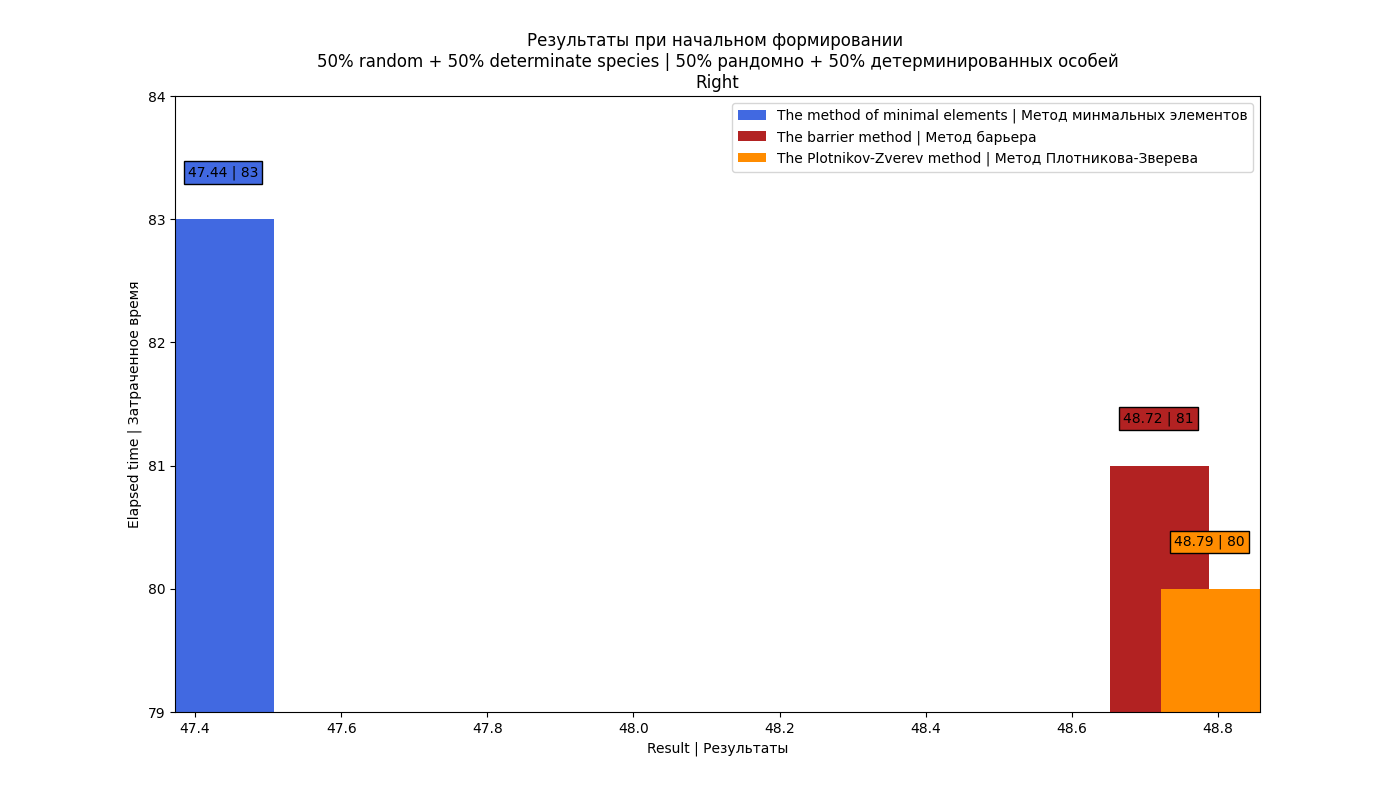 Результаты при начальном формировании
50% random + 50% determinate species | 50% рандомно + 50% детерминированных особей
Right
84
83
82
81
80
79
Elapsed time | Затраченное время
The method of minimal elements | Метод минмальных элементов
The barrier method | Метод барьера
The Plotnikov-Zverev method | Метод Плотникова-Зверева
47.44 | 83
48.72 | 81
48.79 | 80
47.4 47.6 47.8 48.0 48.2 48.4 48.6 48.8
Result | Результаты